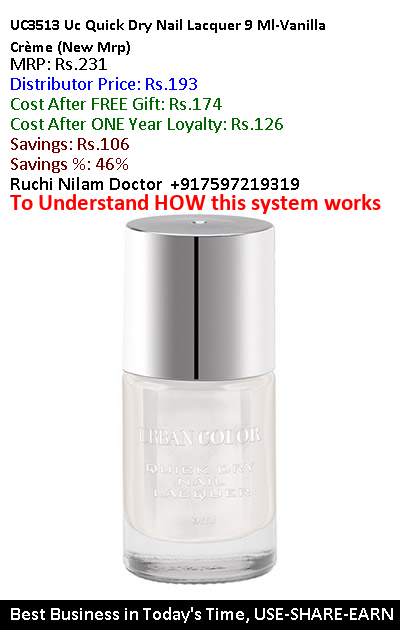 UC3513 Uc Quick Dry Nail Lacquer 9 Ml-Vanilla
Crème (New Mrp)
MRP: Rs.231
Distributor Price: Rs.193
Cost After FREE Gift: Rs.174
Cost After ONE Year Loyalty: Rs.126
Savings: Rs.106
Savings %: 46%
Ruchi Nilam Doctor +917597219319
To Understand HOW this system works
URBAN COLOR
QUICK DRY
NAIL
LACQUER
9ml
Best Business in Today's Time, USE-SHARE-EARN